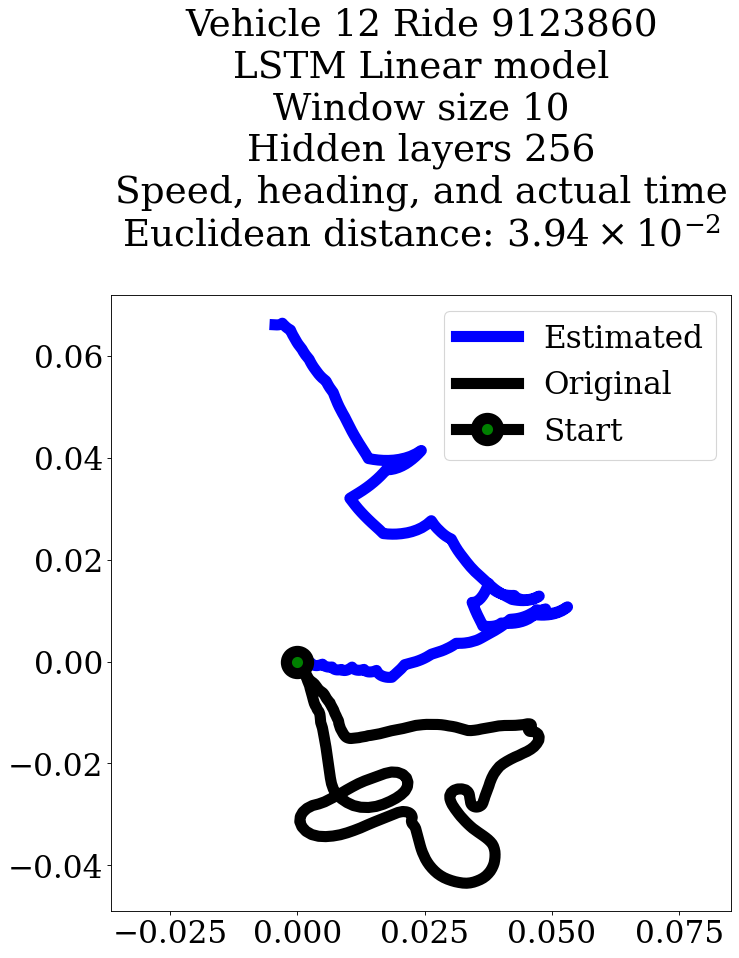 Vehicle 12 Ride 9123860
LSTM Linear model
Window size 10
Hidden layers 256
Speed, heading, and actual time
Euclidean distance: 3.94 × 10⁻²
Estimated
Original
Start
0.06
0.04
0.02
0.00
−0.02
−0.04
−0.025 0.000 0.025 0.050 0.075